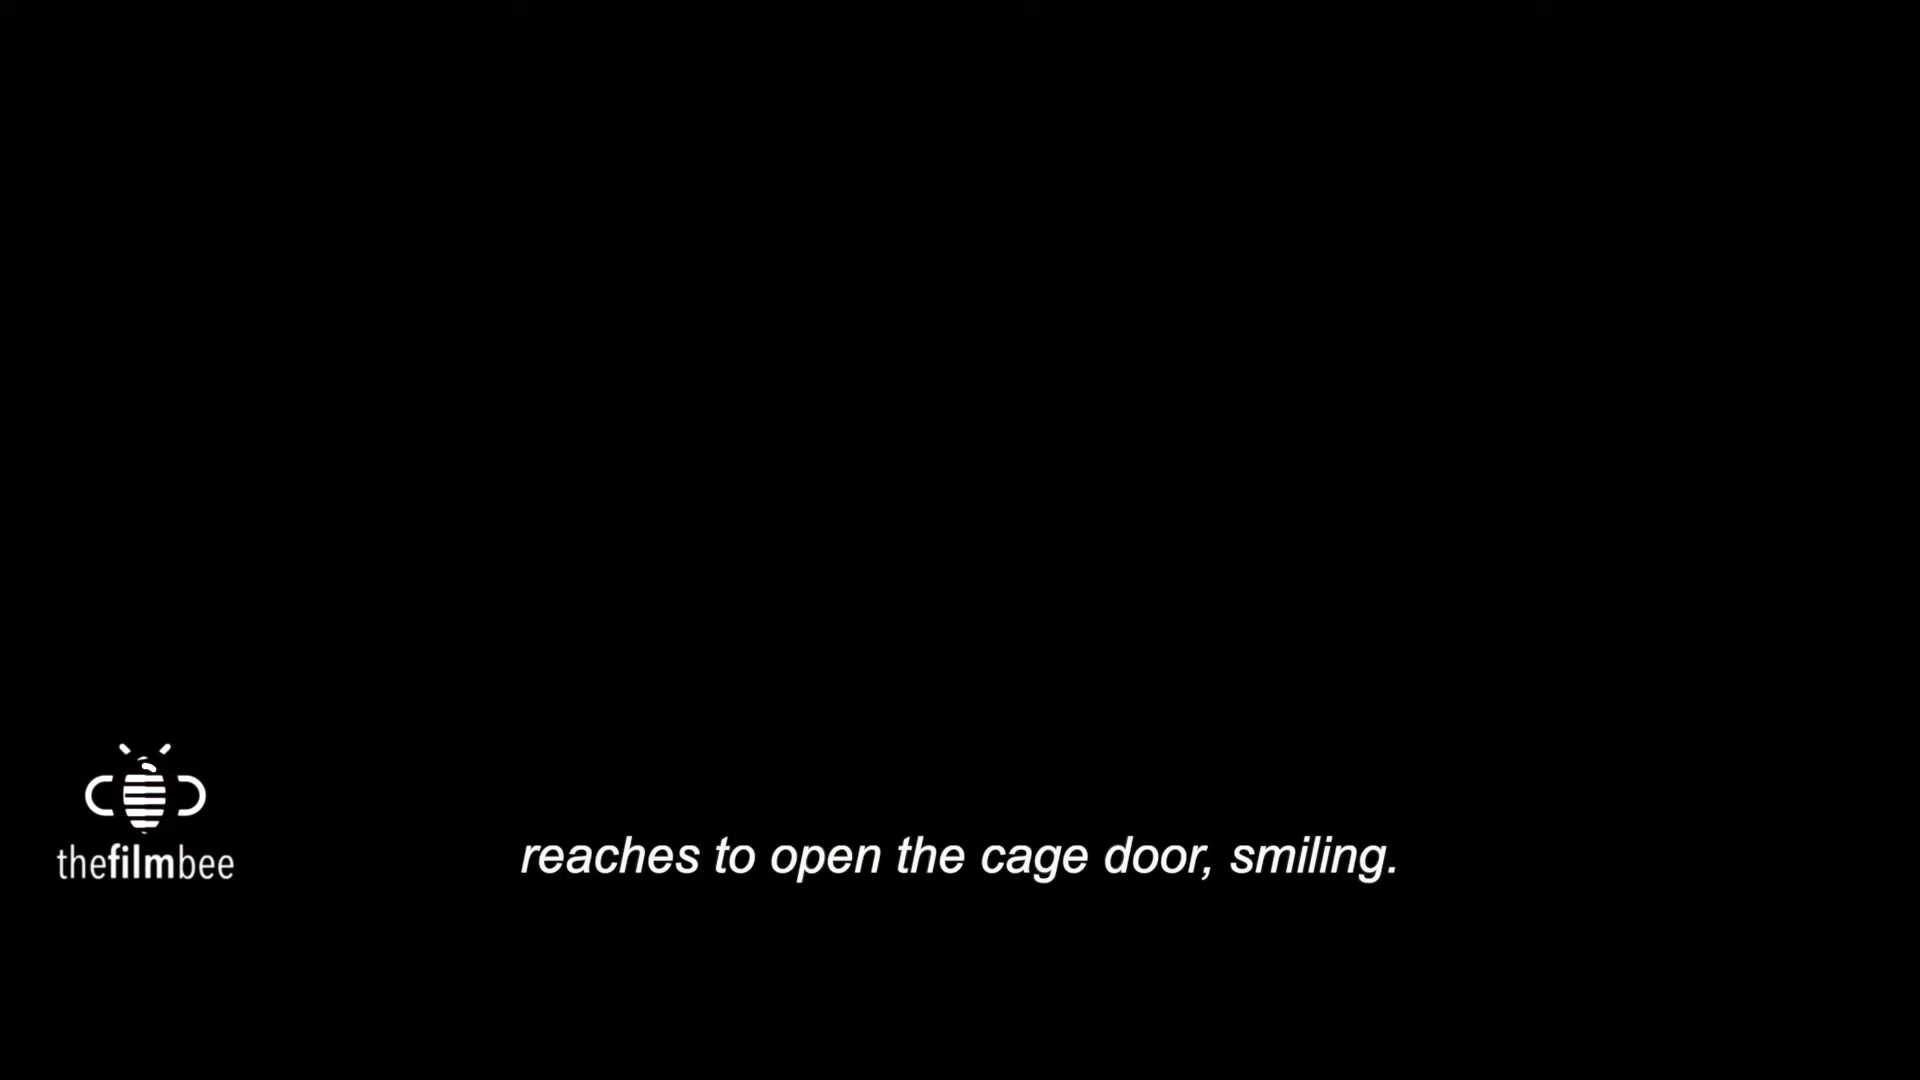 thefilmbee
reaches to open the cage door, smiling.